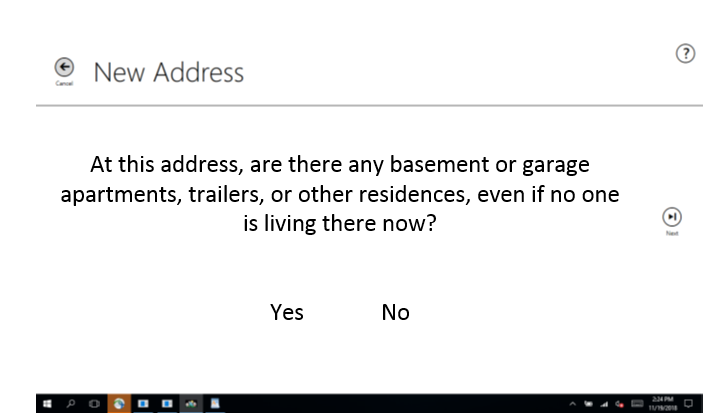 ?
New Address
Cancel
At this address, are there any basement or garage
apartments, trailers, or other residences, even if no one
is living there now?
Next
Yes No
2:34 PM
11/19/2018